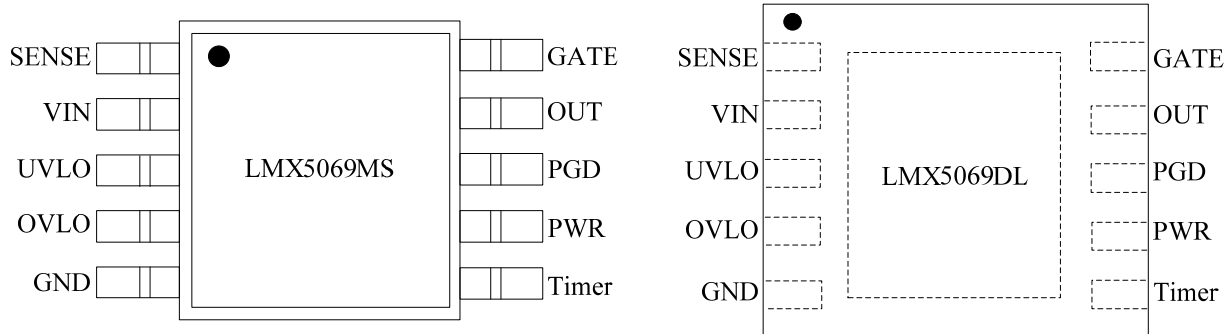 SENSE
VIN
UVLO
OVLO
GND
LMX5069MS
GATE
OUT
PGD
PWR
Timer
SENSE
VIN
UVLO
OVLO
GND
LMX5069DL
GATE
OUT
PGD
PWR
Timer